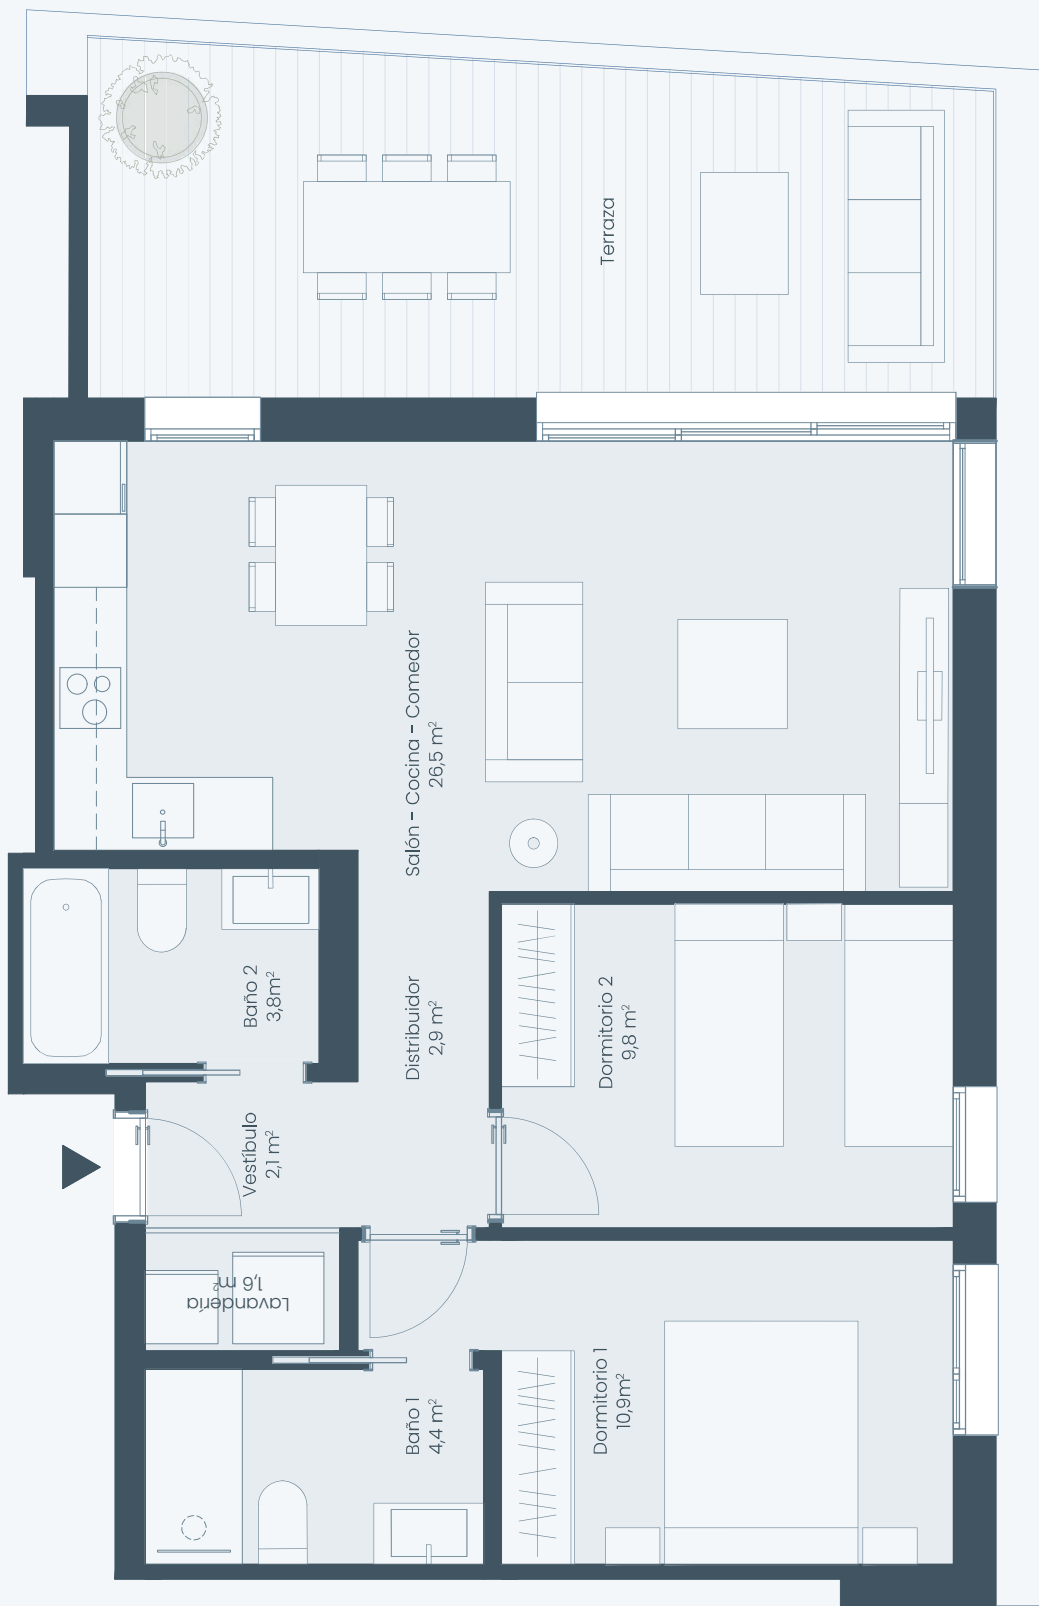 Terraza
Salón - Cocina - Comedor
26,5 m²
Baño 2
3,8m²
Distribuidor
2,9 m²
Dormitorio 2
9,8 m²
Vestíbulo
2,1 m²
Lavandería
1,6 m²
Baño 1
4,4 m²
Dormitorio 1
10,9m²